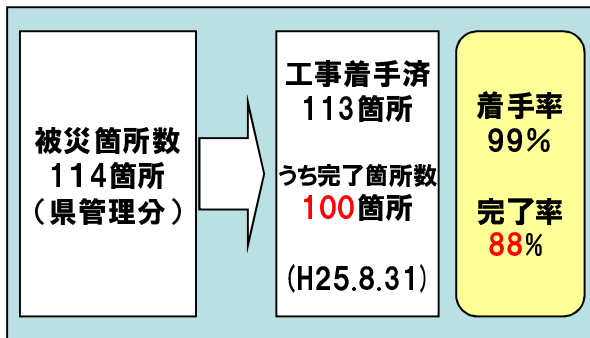 被災箇所数
114箇所
(県管理分)
工事着手済
113箇所
うち完了箇所数
100箇所
(H25.8.31)
着手率
99%
完了率
88%